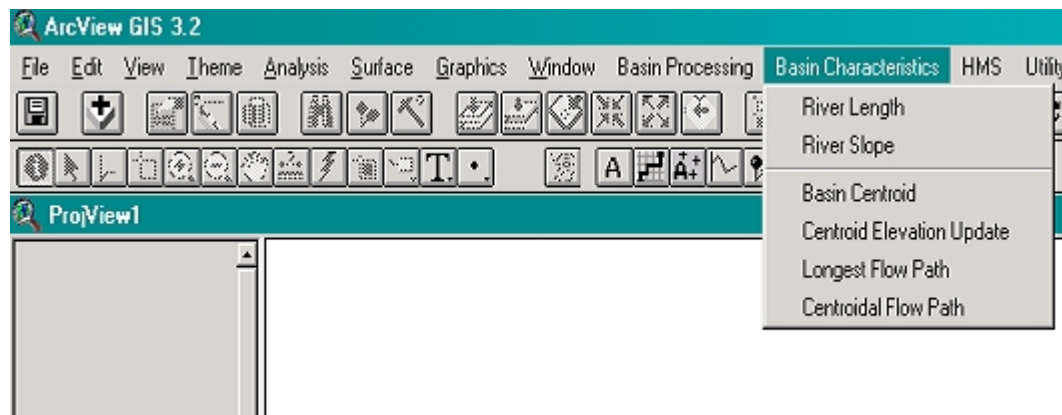 ArcView GIS 3.2
File Edit View Theme Analysis Surface Graphics Window Basin Processing Basin Characteristics HMS Utility
River Length
River Slope
T. A
ProjView1
Basin Centroid
Centroid Elevation Update
Longest Flow Path
Centroidal Flow Path